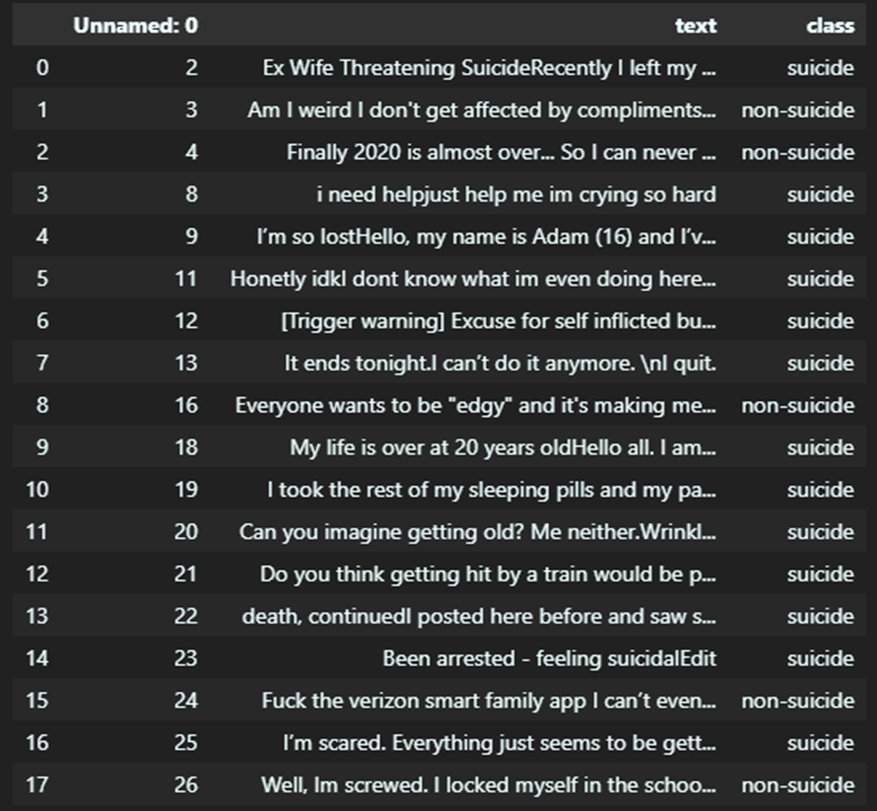 Unnamed: 0 text class
0 2 Ex Wife Threatening SuicideRecently I left my ... suicide
1 3 Am I weird I don't get affected by compliments... non-suicide
2 4 Finally 2020 is almost over... So I can never ... non-suicide
3 8 i need helpjust help me im crying so hard suicide
4 9 I’m so lostHello, my name is Adam (16) and I’v... suicide
5 11 Honetly idkI dont know what im even doing here... suicide
6 12 [Trigger warning] Excuse for self inflicted bu... suicide
7 13 It ends tonight.I can’t do it anymore. \nI quit. suicide
8 16 Everyone wants to be "edgy" and it's making me... non-suicide
9 18 My life is over at 20 years oldHello all. I am... suicide
10 19 I took the rest of my sleeping pills and my pa... suicide
11 20 Can you imagine getting old? Me neither.Wrinkl... suicide
12 21 Do you think getting hit by a train would be p... suicide
13 22 death, continuedI posted here before and saw s... suicide
14 23 Been arrested - feeling suicidalEdit suicide
15 24 Fuck the verizon smart family app I can’t even... non-suicide
16 25 I’m scared. Everything just seems to be gett... suicide
17 26 Well, Im screwed. I locked myself in the schoo... non-suicide